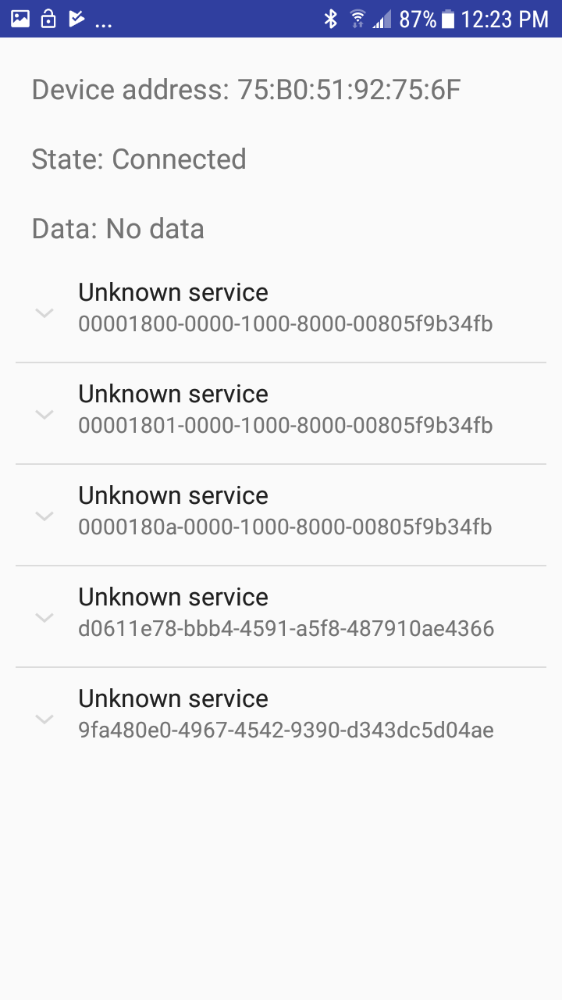 ... 87% 12:23 PM
Device address: 75:B0:51:92:75:6F
State: Connected
Data: No data
Unknown service
00001800-0000-1000-8000-00805f9b34fb
Unknown service
00001801-0000-1000-8000-00805f9b34fb
Unknown service
0000180a-0000-1000-8000-00805f9b34fb
Unknown service
d0611e78-bbb4-4591-a5f8-487910ae4366
Unknown service
9fa480e0-4967-4542-9390-d343dc5d04ae